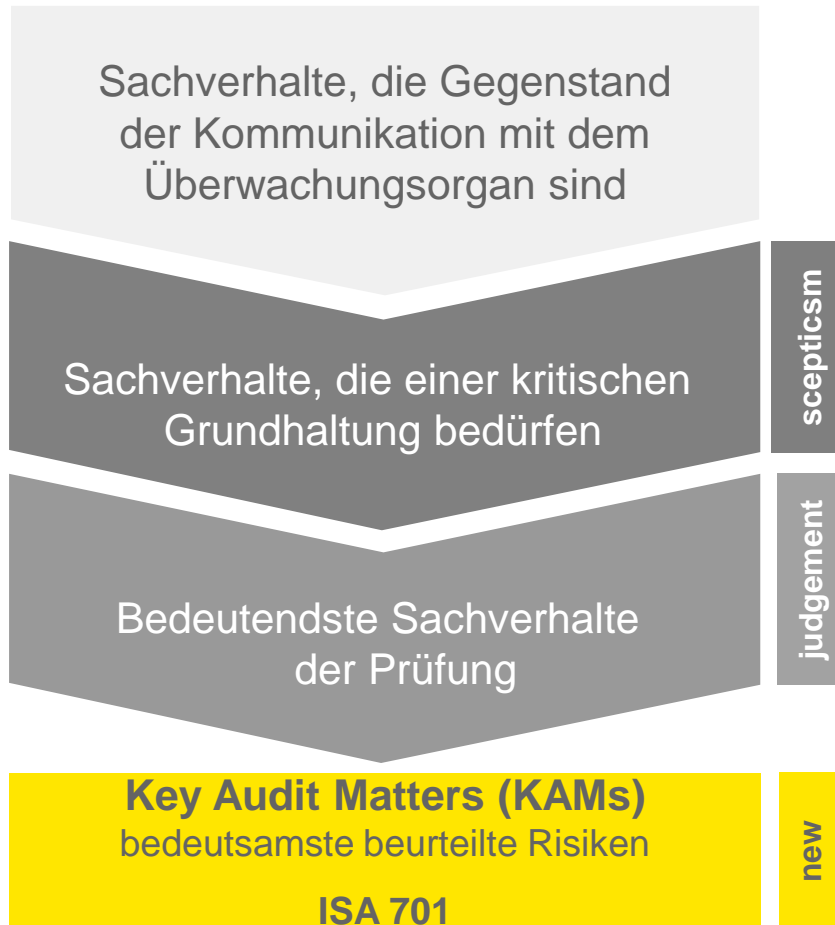 Sachverhalte, die Gegenstand
der Kommunikation mit dem
Überwachungsorgan sind
scepticsm
Sachverhalte, die einer kritischen
Grundhaltung bedürfen
judgement
Bedeutendste Sachverhalte
der Prüfung
Key Audit Matters (KAMs)
bedeutsamste beurteilte Risiken
ISA 701
new